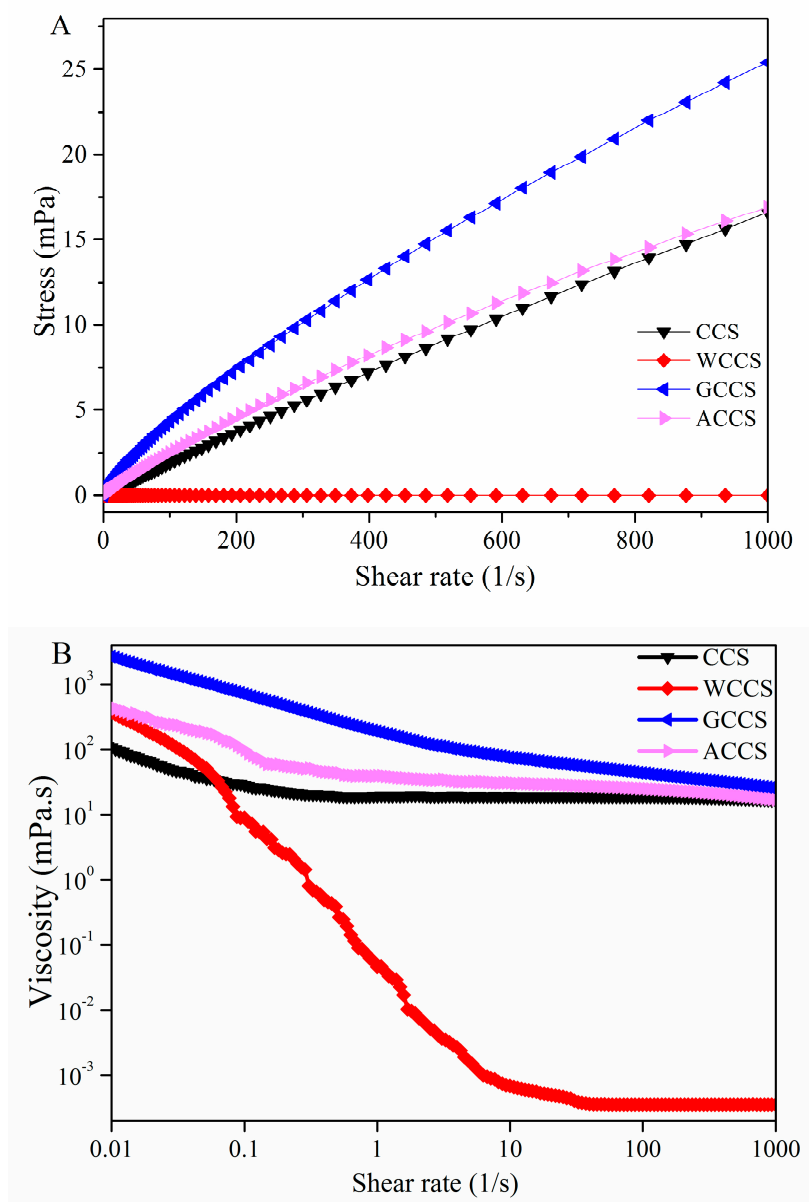 A
25
20
15
10
5
0
Stress (mPa)
CCS
WCCS
GCCS
ACCS
0 200 400 600 800 1000
Shear rate (1/s)
B
CCS
WCCS
GCCS
ACCS
10³
10²
10¹
10⁰
10⁻¹
10⁻²
10⁻³
Viscosity (mPa.s)
0.01 0.1 1 10 100 1000
Shear rate (1/s)